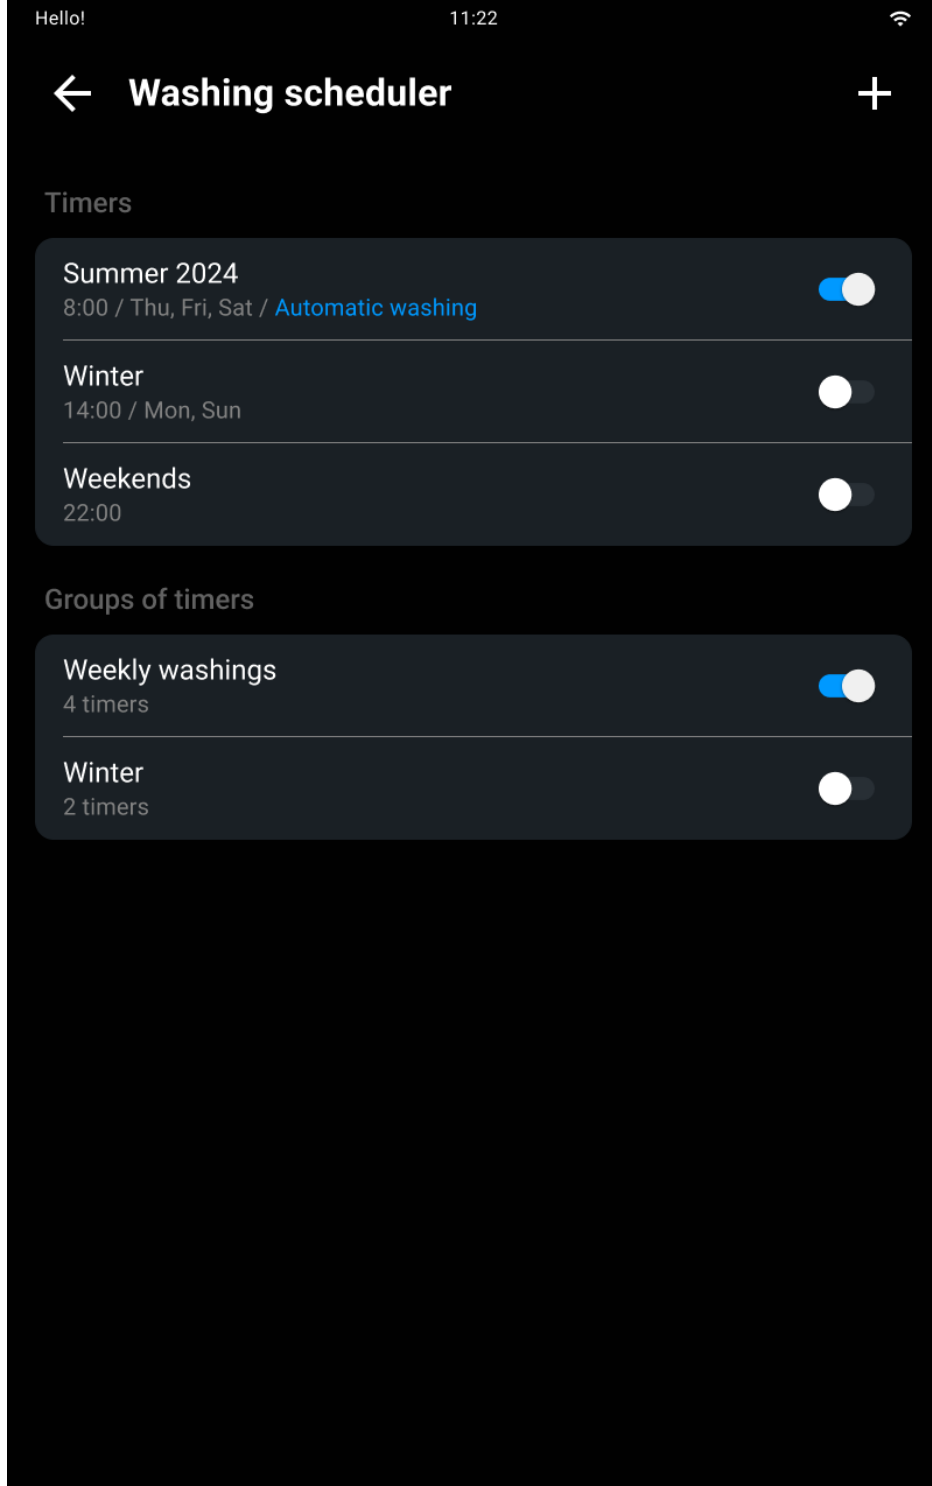 Hello!
11:22
Washing scheduler
Timers
Summer 2024
8:00 / Thu, Fri, Sat / Automatic washing
Winter
14:00 / Mon, Sun
Weekends
22:00
Groups of timers
Weekly washings
4 timers
Winter
2 timers